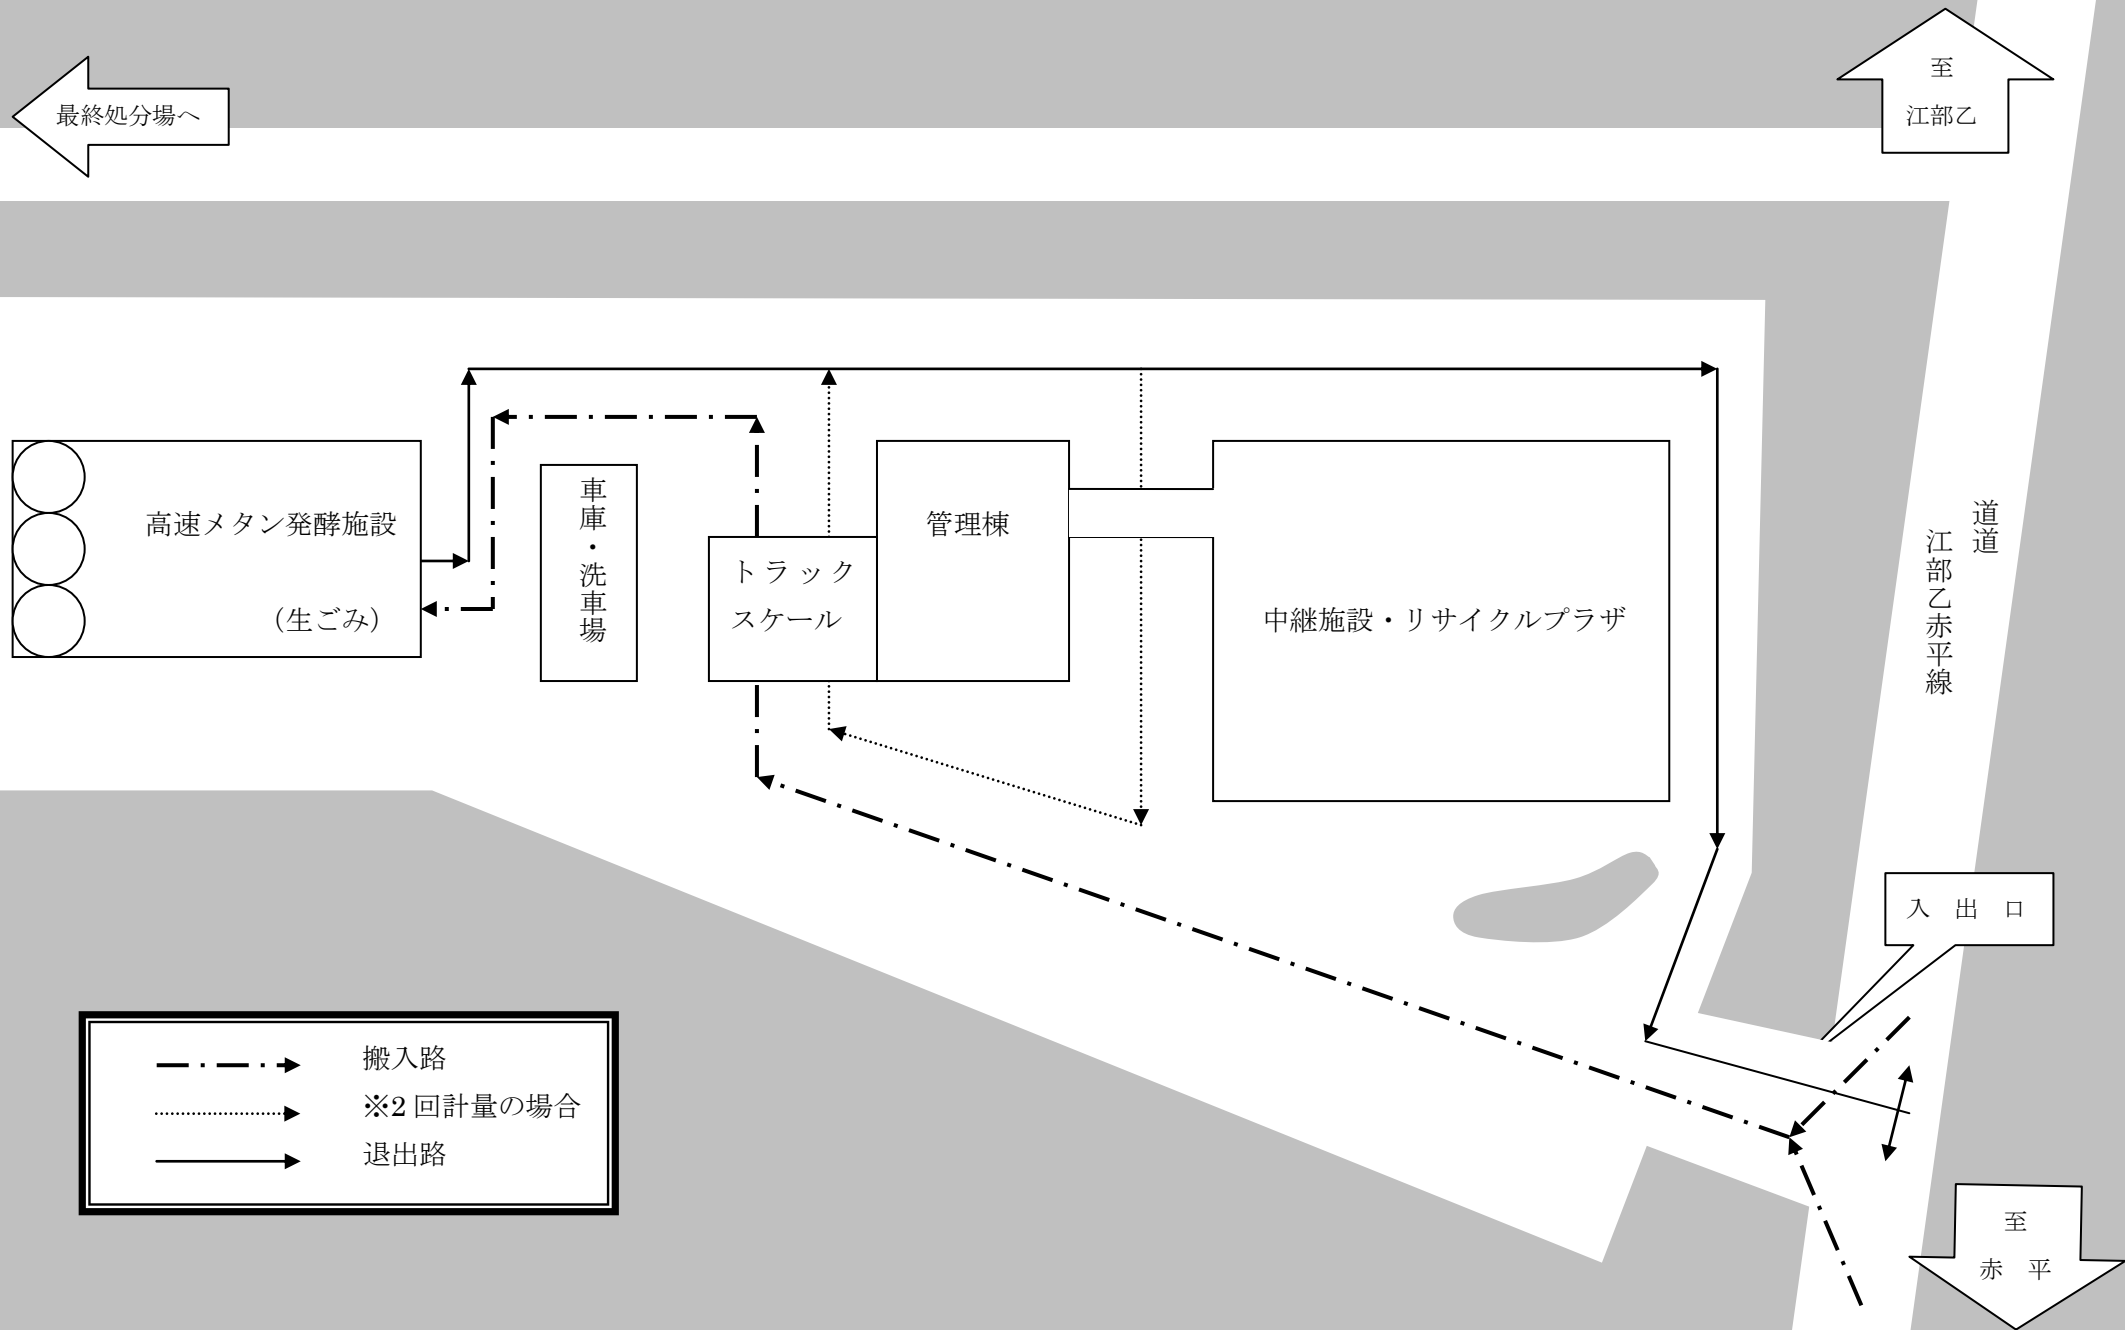 至
江部乙
最終処分場へ
高速メタン発酵施設
（生ごみ）
車庫・洗車場
トラック
スケール
管理棟
中継施設・リサイクルプラザ
道道
江部乙赤平線
入　出　口
搬入路
※2 回計量の場合
退出路
至
赤　平